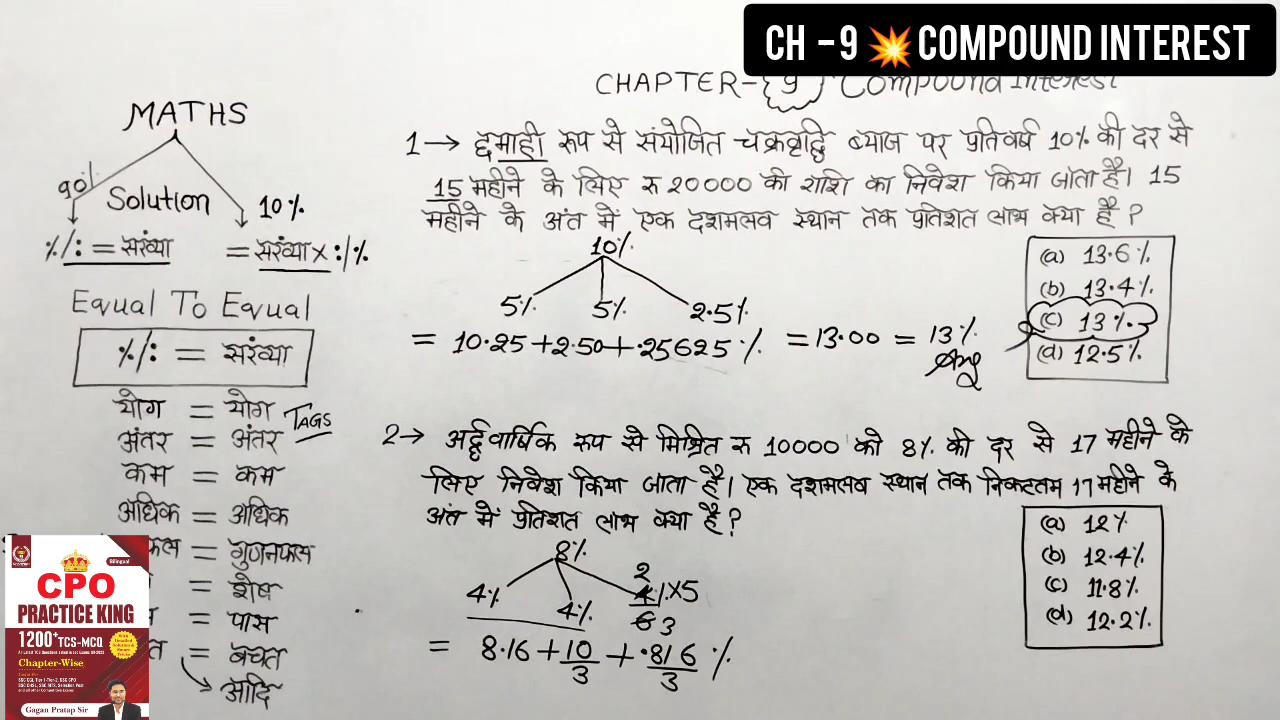 CH - 9 💥 COMPOUND INTEREST
CHAPTER-9 Compound Interest
MATHS
90%
Solution
10%
%/: = सरंव्या
= सरंव्या × :/%
Equal To Equal
%/: = सरंव्या
योग = योग TAGS
अंतर = अंतर
कम = कम
अधिक = अधिक
= गुणनफल
= शेष
= पास
= बचत
आदि
1→ छमाही रूप से संयोजित चक्रवृद्धि ब्याज पर प्रतिवर्ष 10% की दर से
15 महीने के लिए रु 20000 की राशि का निवेश किया जाता है। 15
महीने के अंत में एक दशमलव स्थान तक प्रतिशत लाभ क्या है ?
10%
5% 5% 2.5%
= 10.25+2.50+.25625 % = 13.00 = 13%
Ans
(a) 13.6%
(b) 13.4%
(c) 13%
(d) 12.5%
2→ अर्द्धवार्षिक रूप से मिश्रित रु 10000 को 8% की दर से 17 महीने के
लिए निवेश किया जाता है। एक दशमलव स्थान तक निकटतम 17 महीने के
अंत में प्रतिशत लाभ क्या है ?
8%
4% 4% 4%×5
2
6 3
= 8.16 + 10/3 + .816/3 %
(a) 12%
(b) 12.4%
(c) 11.8%
(d) 12.2%
Bilingual
CPO
PRACTICE KING
1200+ TCS-MCQ
Chapter-Wise
Gagan Pratap Sir